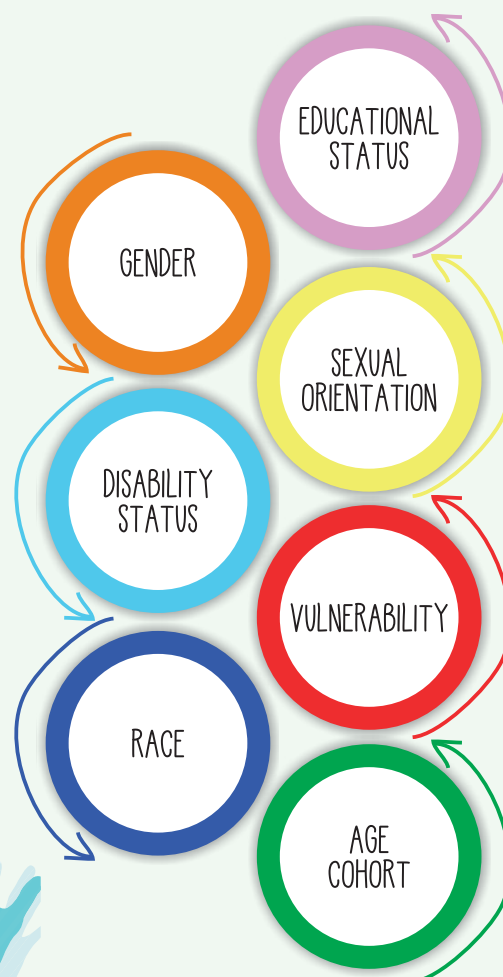 EDUCATIONAL
STATUS
GENDER
SEXUAL
ORIENTATION
DISABILITY
STATUS
VULNERABILITY
RACE
AGE
COHORT